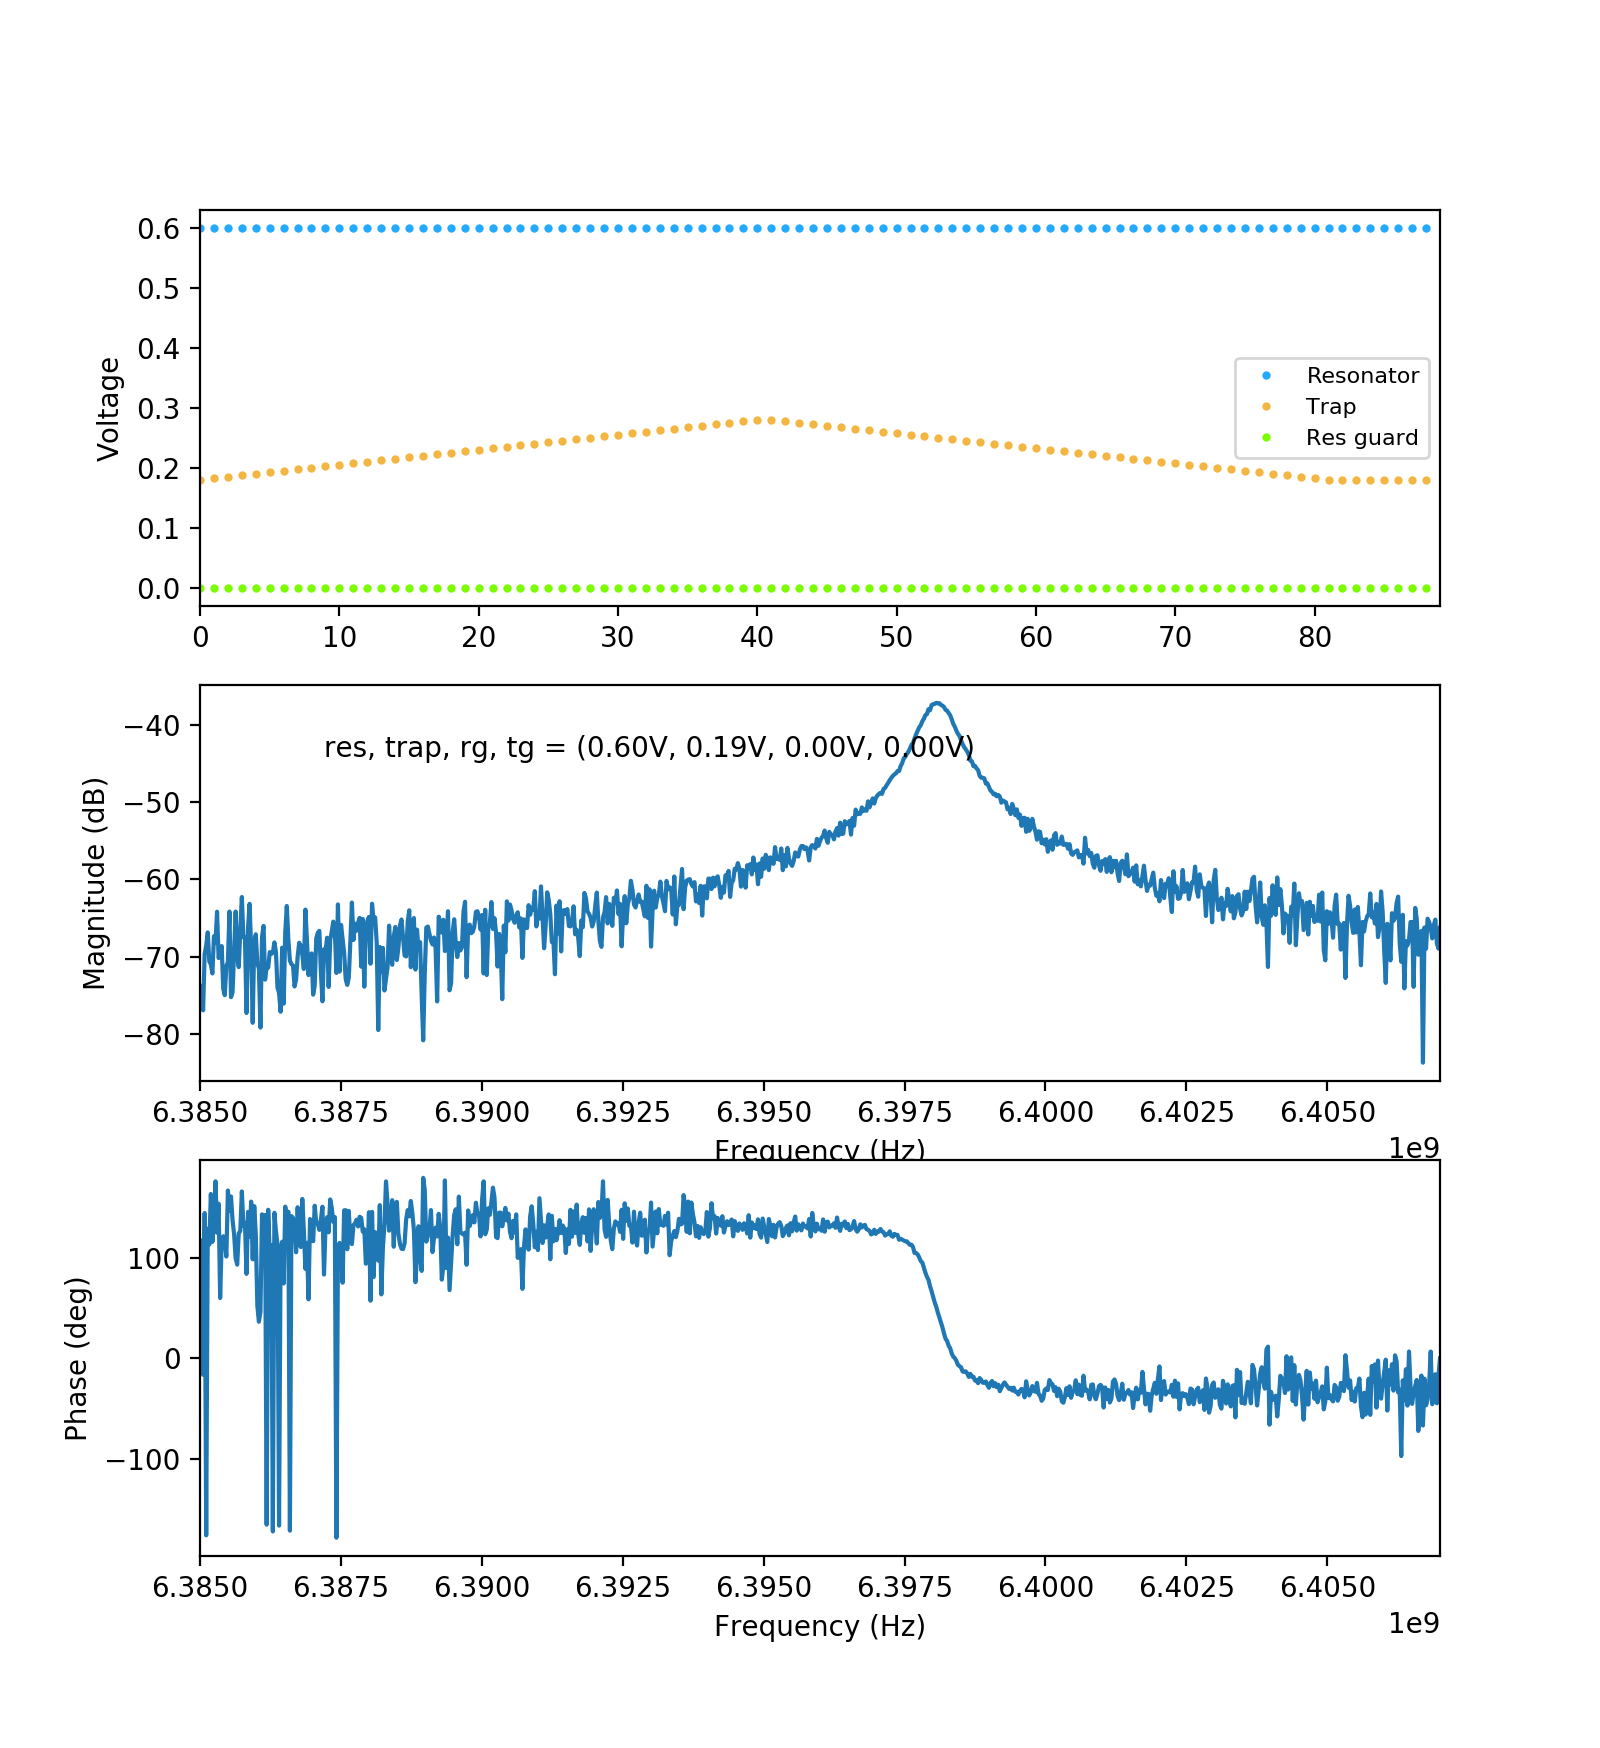 0.6
0.5
0.4
0.3
0.2
0.1
0.0
Voltage
Resonator
Trap
Res guard
0 10 20 30 40 50 60 70 80
−40
−50
−60
−70
−80
Magnitude (dB)
res, trap, rg, tg = (0.60V, 0.19V, 0.00V, 0.00V)
6.3850 6.3875 6.3900 6.3925 6.3950 6.3975 6.4000 6.4025 6.4050
Frequency (Hz)
1e9
100
0
−100
Phase (deg)
6.3850 6.3875 6.3900 6.3925 6.3950 6.3975 6.4000 6.4025 6.4050
Frequency (Hz)
1e9